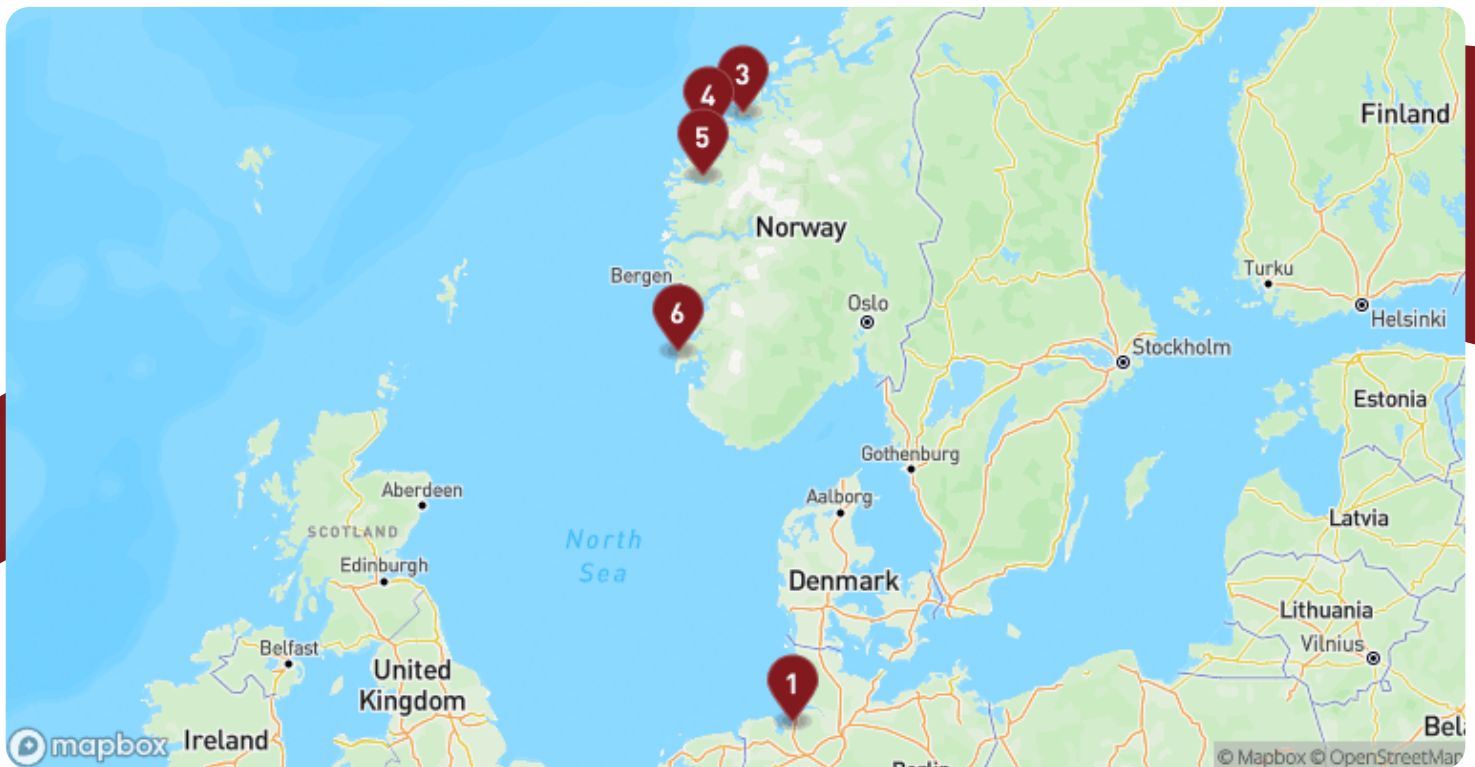 3
4
Finland
5
Norway
Bergen
Turku
Oslo
6
Helsinki
Stockholm
Estonia
Gothenburg
Aberdeen
Aalborg
Latvia
SCOTLAND
North
Sea
Edinburgh
Denmark
Lithuania
Belfast
Vilnius
United
Kingdom
1
Bel
Ireland
mapbox
© Mapbox © OpenStreetMap